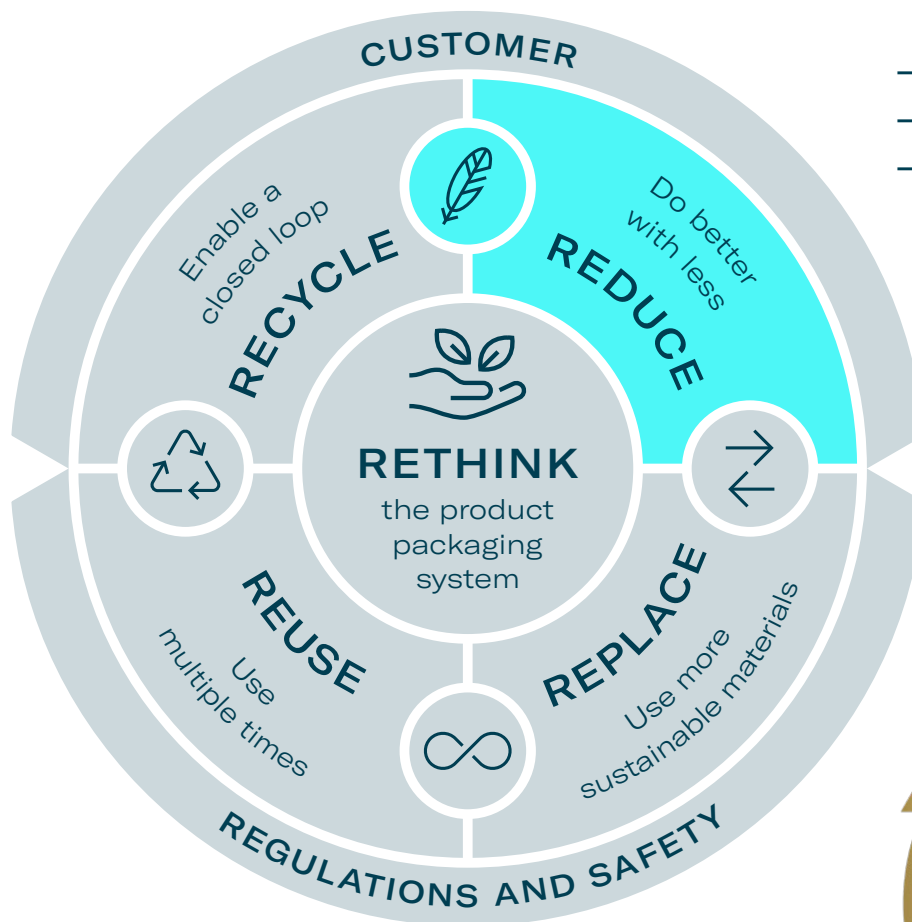 CUSTOMER
Enable a
closed loop
RECYCLE
Do better
with less
REDUCE
RETHINK
the product
packaging
system
REUSE
Use
multiple times
REPLACE
Use more
sustainable materials
REGULATIONS AND SAFETY